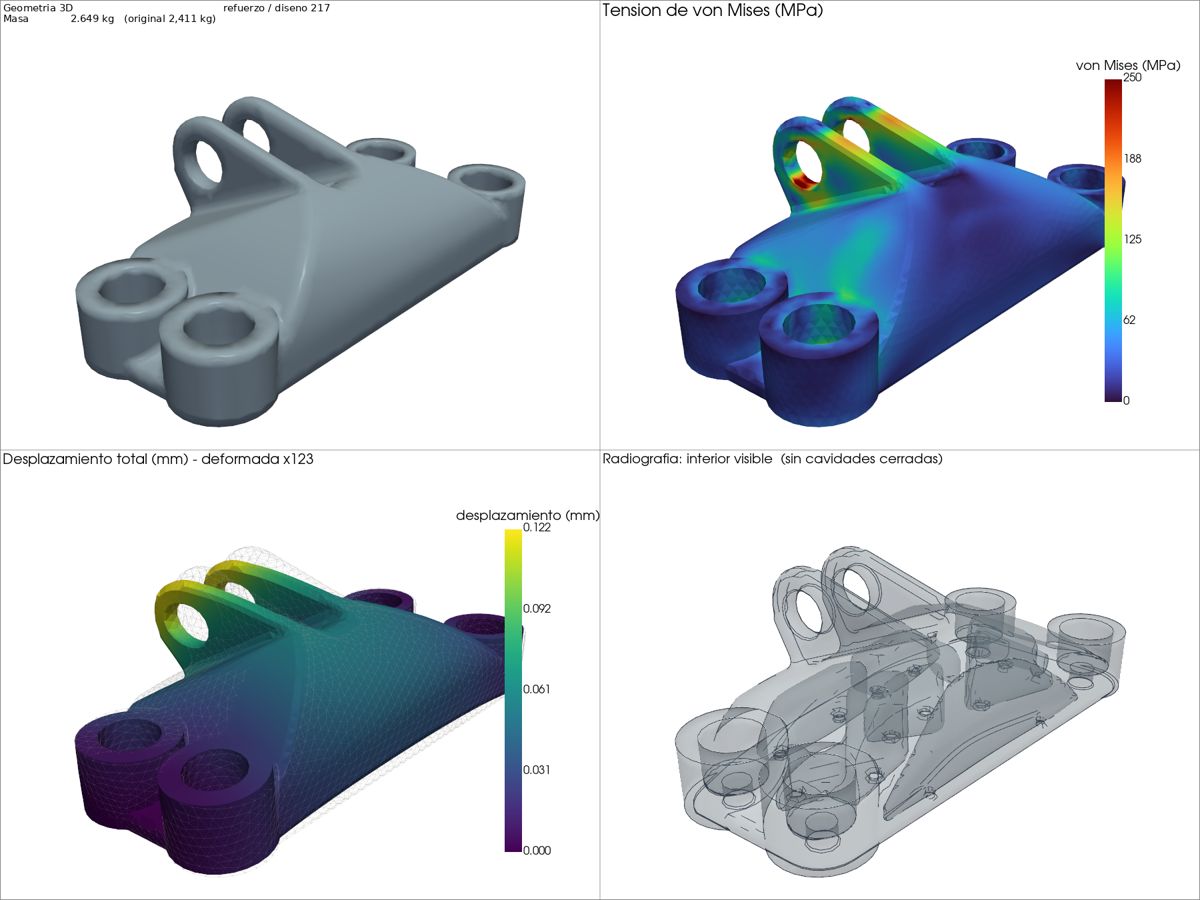 Geometria 3D refuerzo / diseno 217
Masa 2.649 kg (original 2,411 kg)
Tension de von Mises (MPa)
von Mises (MPa)
250
188
125
62
0
Desplazamiento total (mm) - deformada x123
desplazamiento (mm)
0.122
0.092
0.061
0.031
0.000
Radiografia: interior visible (sin cavidades cerradas)